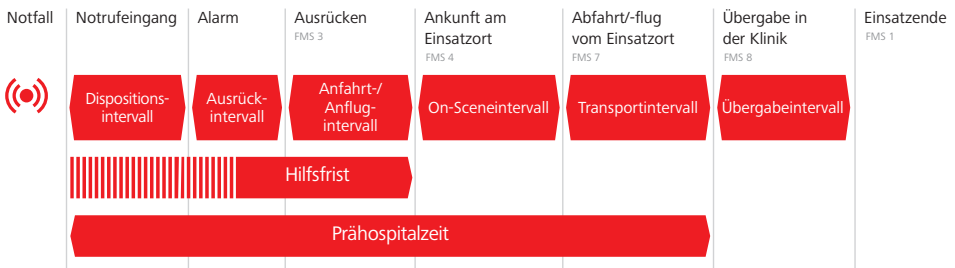 Notfall
Notrufeingang
Alarm
Ausrücken
FMS 3
Ankunft am
Einsatzort
FMS 4
Abfahrt/-flug
vom Einsatzort
FMS 7
Übergabe in
der Klinik
FMS 8
Einsatzende
FMS 1
Dispositions-
intervall
Ausrück-
intervall
Anfahrt-/
Anflug-
intervall
On-Sceneintervall
Transportintervall
Übergabeintervall
Hilfsfrist
Prähospitalzeit